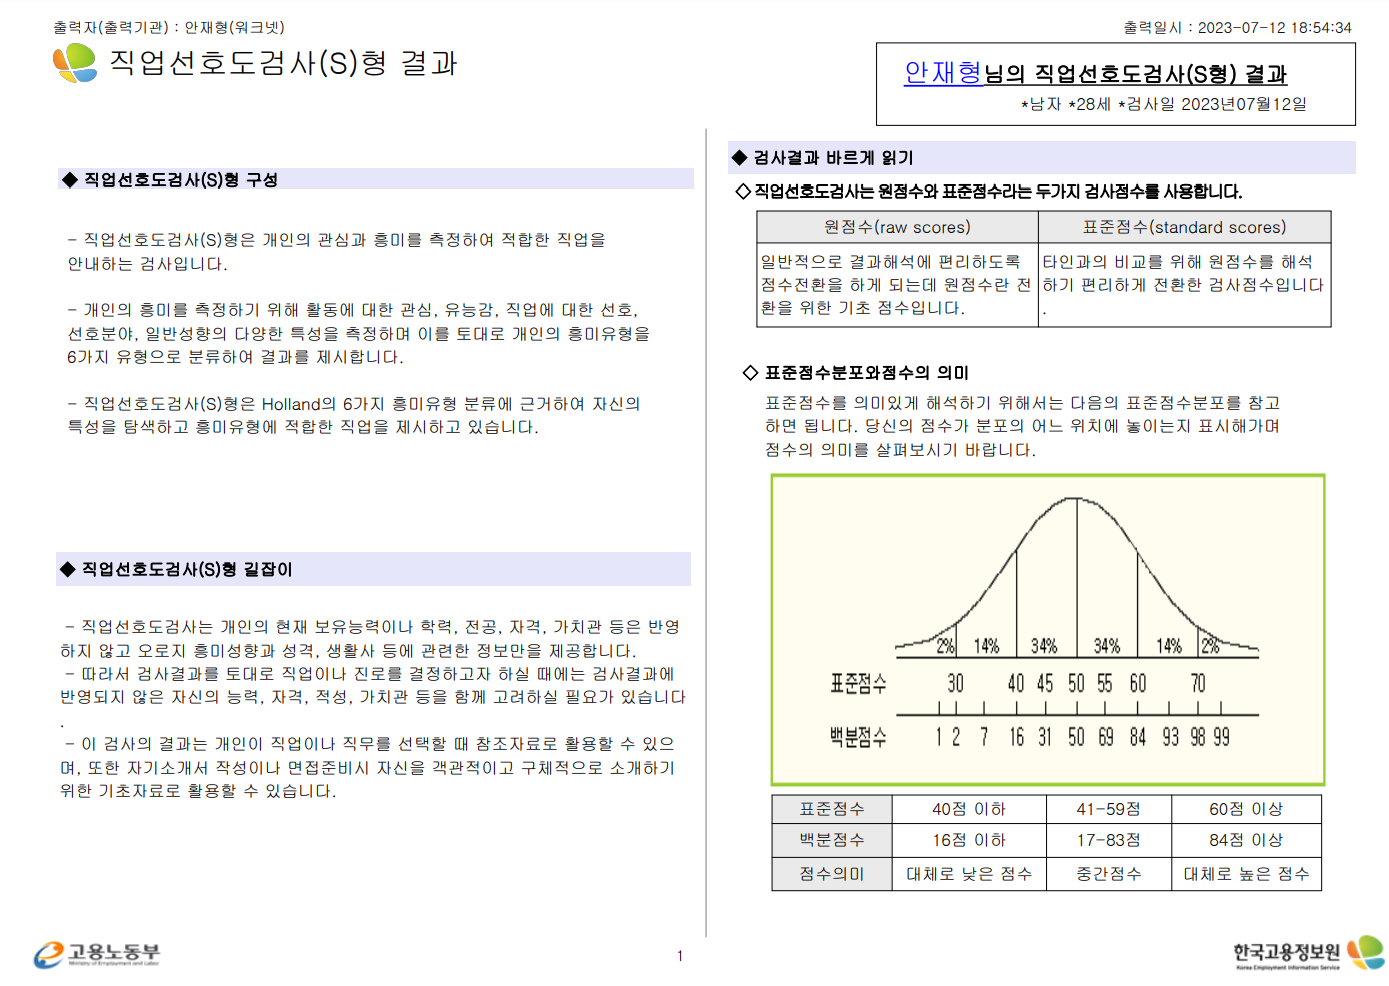 출력자(출력기관) : 안재형(워크넷)
출력일시 : 2023-07-12 18:54:34
직업선호도검사(S)형 결과
안재형님의 직업선호도검사(S형) 결과
*남자 *28세 *검사일 2023년07월12일
◆ 직업선호도검사(S)형 구성
- 직업선호도검사(S)형은 개인의 관심과 흥미를 측정하여 적합한 직업을
안내하는 검사입니다.
- 개인의 흥미를 측정하기 위해 활동에 대한 관심, 유능감, 직업에 대한 선호,
선호분야, 일반성향의 다양한 특성을 측정하며 이를 토대로 개인의 흥미유형을
6가지 유형으로 분류하여 결과를 제시합니다.
- 직업선호도검사(S)형은 Holland의 6가지 흥미유형 분류에 근거하여 자신의
특성을 탐색하고 흥미유형에 적합한 직업을 제시하고 있습니다.
◆ 직업선호도검사(S)형 길잡이
- 직업선호도검사는 개인의 현재 보유능력이나 학력, 전공, 자격, 가치관 등은 반영
하지 않고 오로지 흥미성향과 성격, 생활사 등에 관련한 정보만을 제공합니다.
- 따라서 검사결과를 토대로 직업이나 진로를 결정하고자 하실 때에는 검사결과에
반영되지 않은 자신의 능력, 자격, 적성, 가치관 등을 함께 고려하실 필요가 있습니다
.
- 이 검사의 결과는 개인이 직업이나 직무를 선택할 때 참조자료로 활용할 수 있으
며, 또한 자기소개서 작성이나 면접준비시 자신을 객관적이고 구체적으로 소개하기
위한 기초자료로 활용할 수 있습니다.
◆ 검사결과 바르게 읽기
◇ 직업선호도검사는 원점수와 표준점수라는 두가지 검사점수를 사용합니다.
원점수(raw scores) 표준점수(standard scores)
일반적으로 결과해석에 편리하도록
점수전환을 하게 되는데 원점수란 전
환을 위한 기초 점수입니다.
타인과의 비교를 위해 원점수를 해석
하기 편리하게 전환한 검사점수입니다
.
◇ 표준점수분포와점수의 의미
표준점수를 의미있게 해석하기 위해서는 다음의 표준점수분포를 참고
하면 됩니다. 당신의 점수가 분포의 어느 위치에 놓이는지 표시해가며
점수의 의미를 살펴보시기 바랍니다.
2% 14% 34% 34% 14% 2%
표준점수 30 40 45 50 55 60 70
백분점수 1 2 7 16 31 50 69 84 93 98 99
표준점수 40점 이하 41-59점 60점 이상
백분점수 16점 이하 17-83점 84점 이상
점수의미 대체로 낮은 점수 중간점수 대체로 높은 점수
고용노동부
Ministry of Employment and Labor
1
한국고용정보원
Korea Employment Information Service